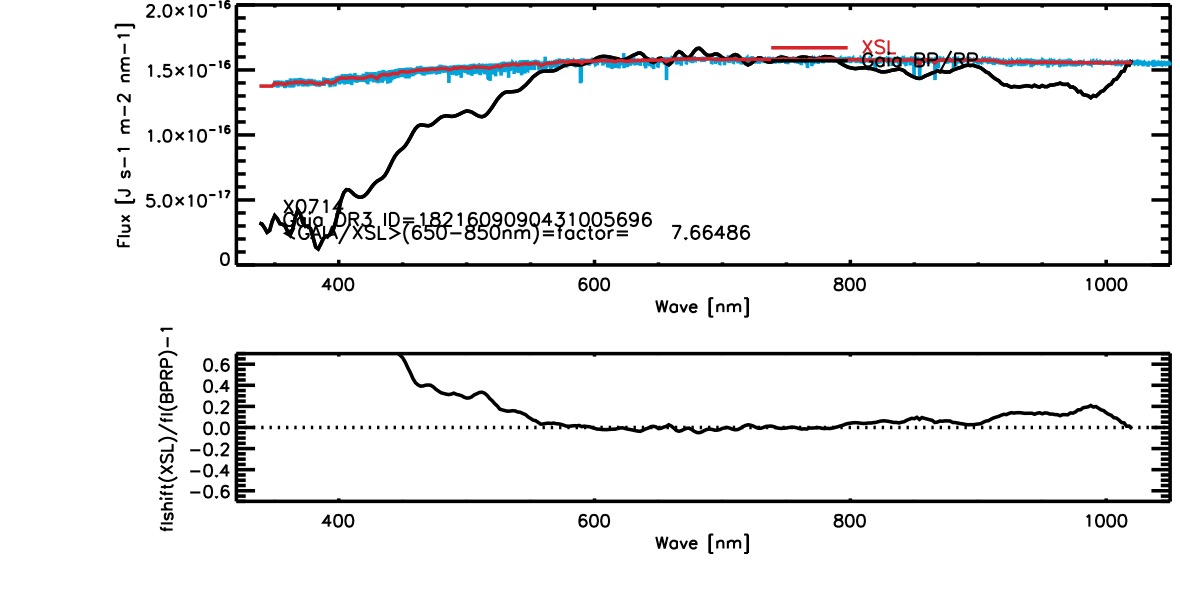 2.0×10−16
1.5×10−16
1.0×10−16
5.0×10−17
0
Flux [J s−1 m−2 nm−1]
XSL
Gaia BP/RP
X0714
Gaia DR3 ID=1821609090431005696
<GAIA/XSL>(650−850nm)=factor= 7.66486
400 600 800 1000
Wave [nm]
0.6
0.4
0.2
0.0
−0.2
−0.4
−0.6
flshift(XSL)/fl(BPRP)−1
400 600 800 1000
Wave [nm]